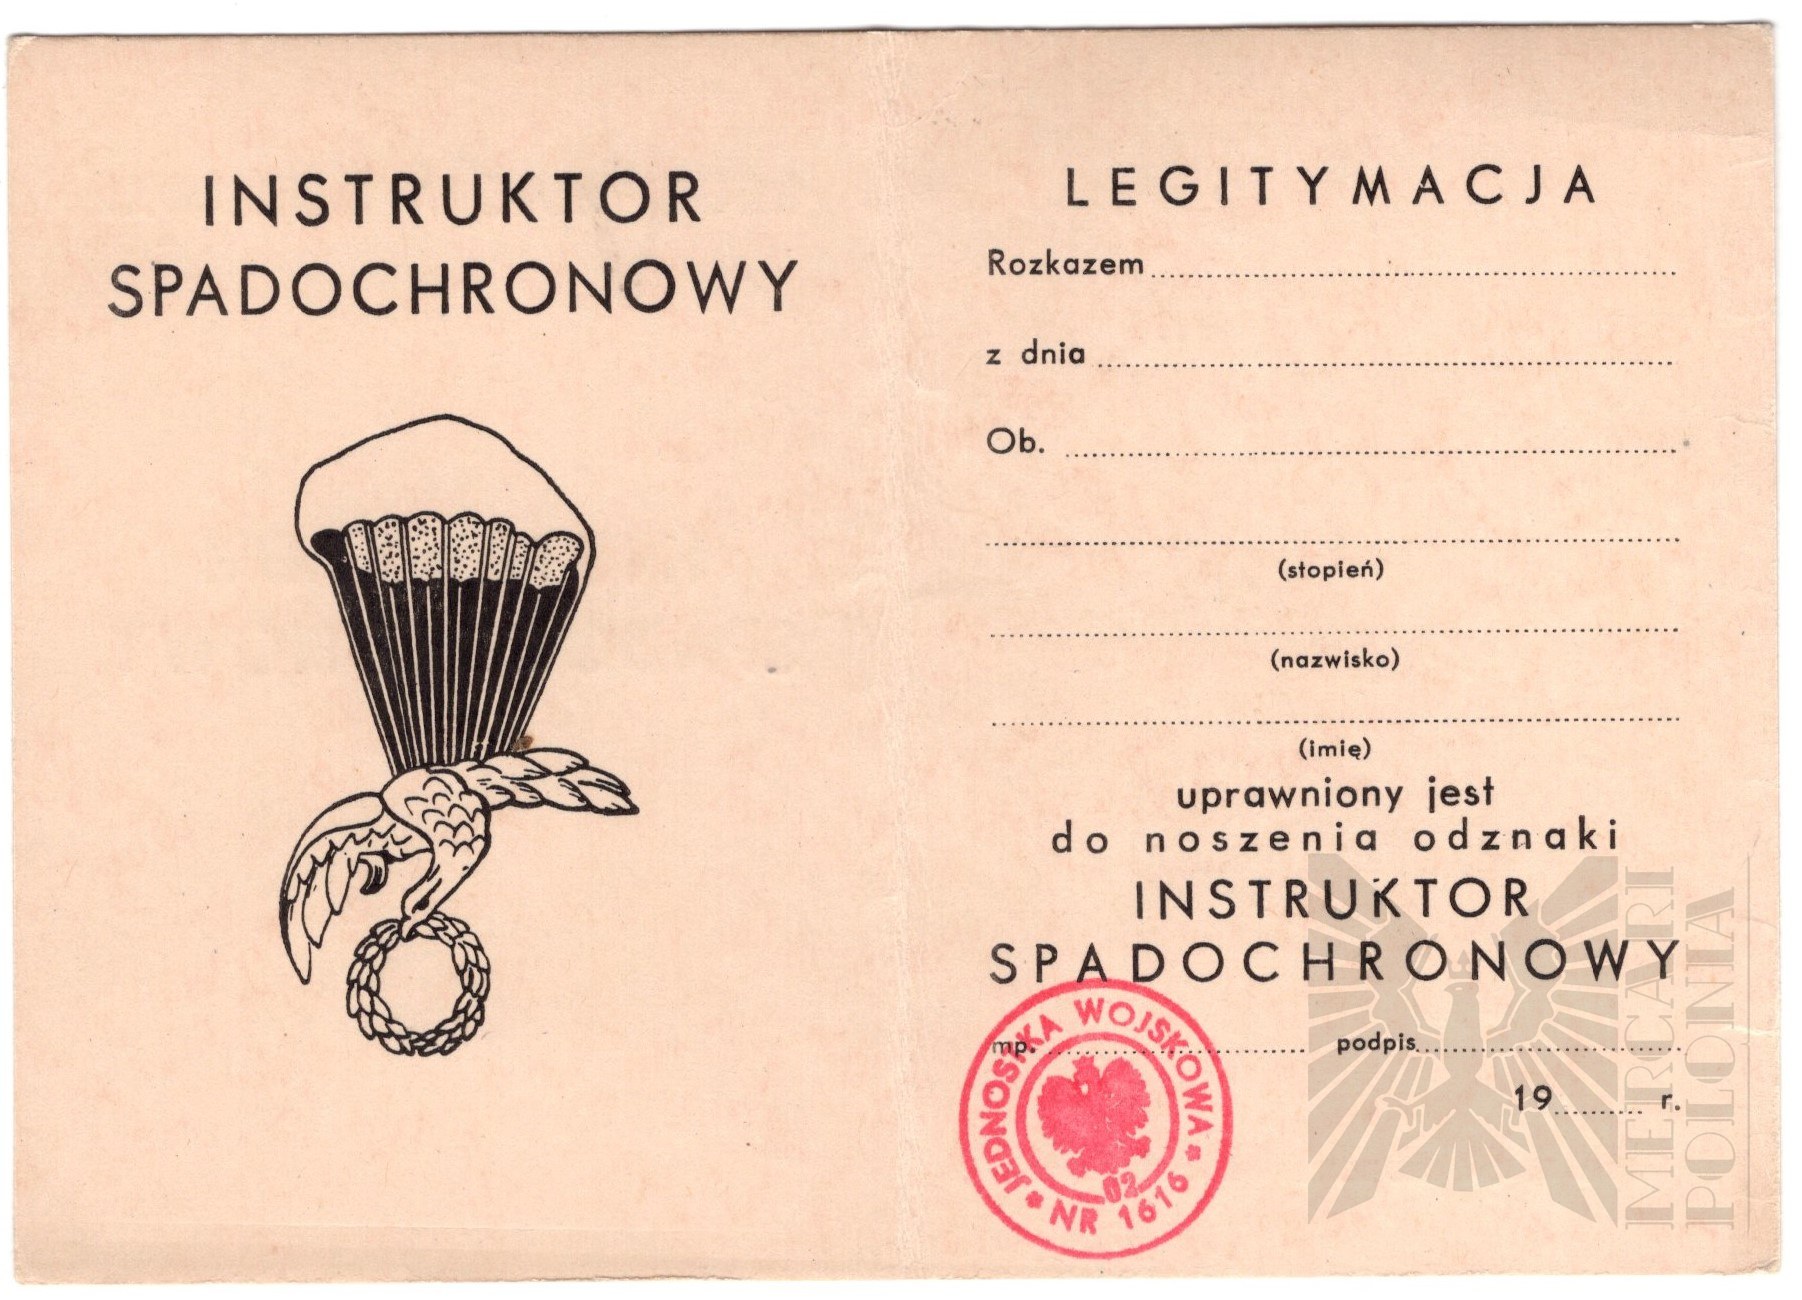 INSTRUKTOR
SPADOCHRONOWY
LEGITYMACJA
Rozkazem
z dnia
Ob.
(stopień)
(nazwisko)
(imię)
uprawniony jest
do noszenia odznaki
INSTRUKTOR
SPADOCHRONOWY
mp. podpis
19 r.
JEDNOSTKA WOJSKOWA * NR 1616 *
02
MERCARI
POLONIA